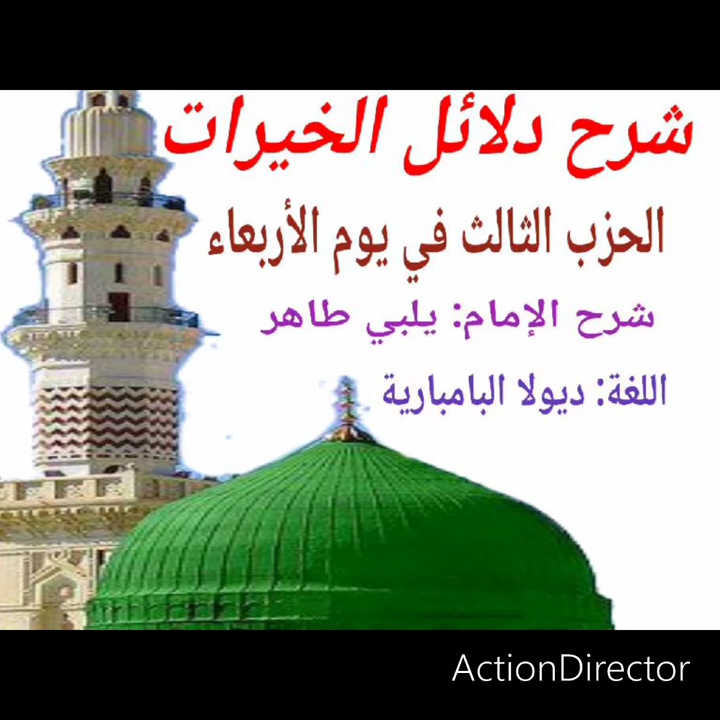 شرح دلائل الخيرات
الحزب الثالث في يوم الأربعاء
شرح الإمام: يلبي طاهر
اللغة: ديولا البامبارية
ActionDirector